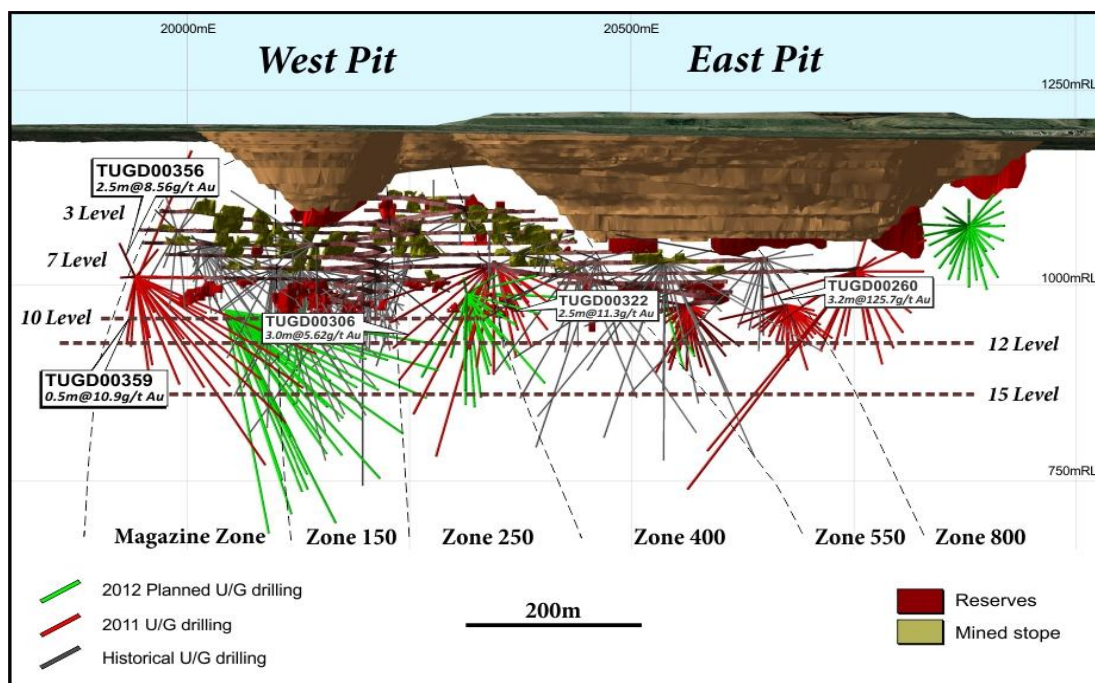 20000mE
20500mE
West Pit
East Pit
1250mRL
TUGD00356
2.5m@8.56g/t Au
3 Level
7 Level
1000mRL
TUGD00260
3.2m@125.7g/t Au
TUGD00322
2.5m@11.3g/t Au
10 Level
TUGD00306
3.0m@5.62g/t Au
12 Level
TUGD00359
0.5m@10.9g/t Au
15 Level
750mRL
Magazine Zone
Zone 150
Zone 250
Zone 400
Zone 550
Zone 800
2012 Planned U/G drilling
2011 U/G drilling
Historical U/G drilling
200m
Reserves
Mined stope